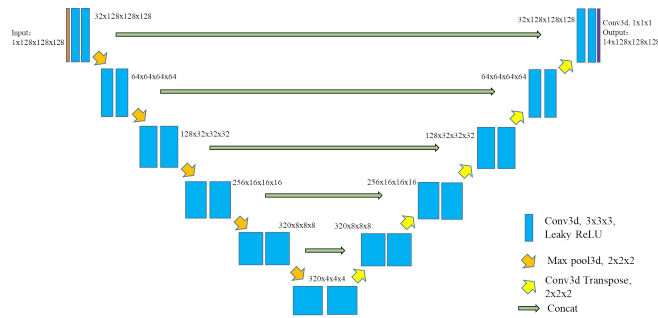 Input:
1x128x128x128
32x128x128x128
32x128x128x128
Conv3d, 1x1x1
Output:
14x128x128x128
64x64x64x64
64x64x64x64
128x32x32x32
128x32x32x32
256x16x16x16
256x16x16x16
320x8x8x8
320x8x8x8
320x4x4x4
Conv3d, 3x3x3,
Leaky ReLU
Max pool3d, 2x2x2
Conv3d Transpose,
2x2x2
Concat